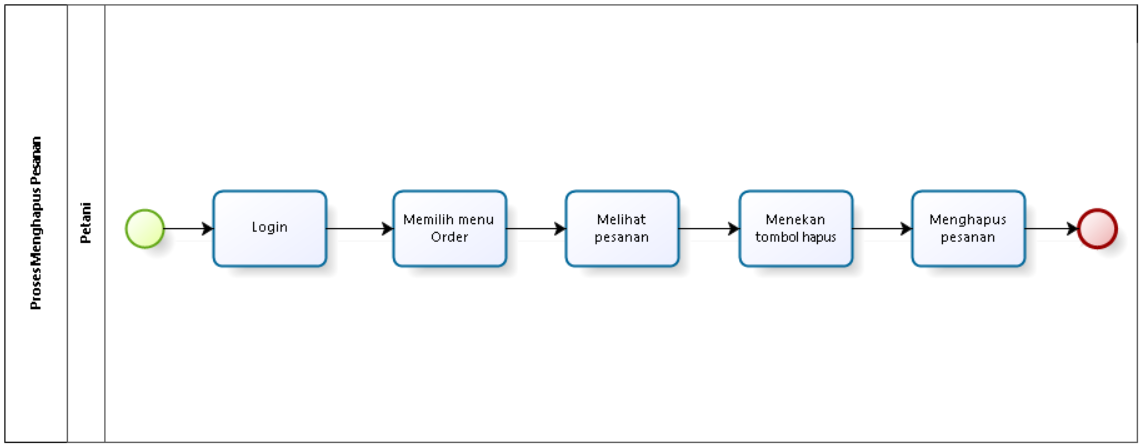 Proses Menghapus Pesanan
Petani
Login
Memilih menu
Order
Melihat
pesanan
Menekan
tombol hapus
Menghapus
pesanan